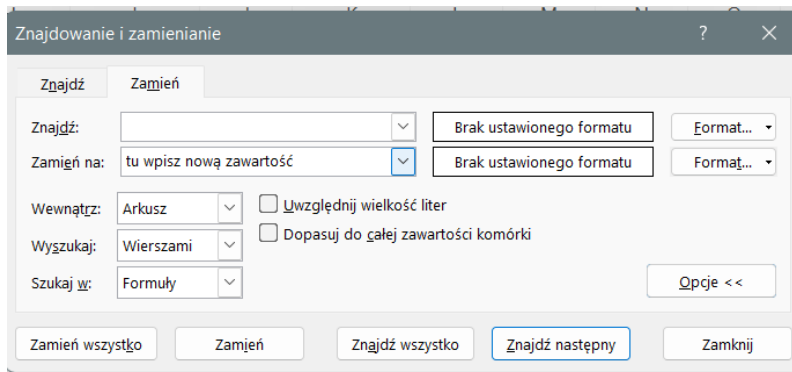 Znajdowanie i zamienianie ?
Znajdź Zamień
Znajdź: Brak ustawionego formatu Format...
Zamień na: tu wpisz nową zawartość Brak ustawionego formatu Format...
Wewnątrz: Arkusz Uwzględnij wielkość liter
Wyszukaj: Wierszami Dopasuj do całej zawartości komórki
Szukaj w: Formuły Opcje <<
Zamień wszystko Zamień Znajdź wszystko Znajdź następny Zamknij